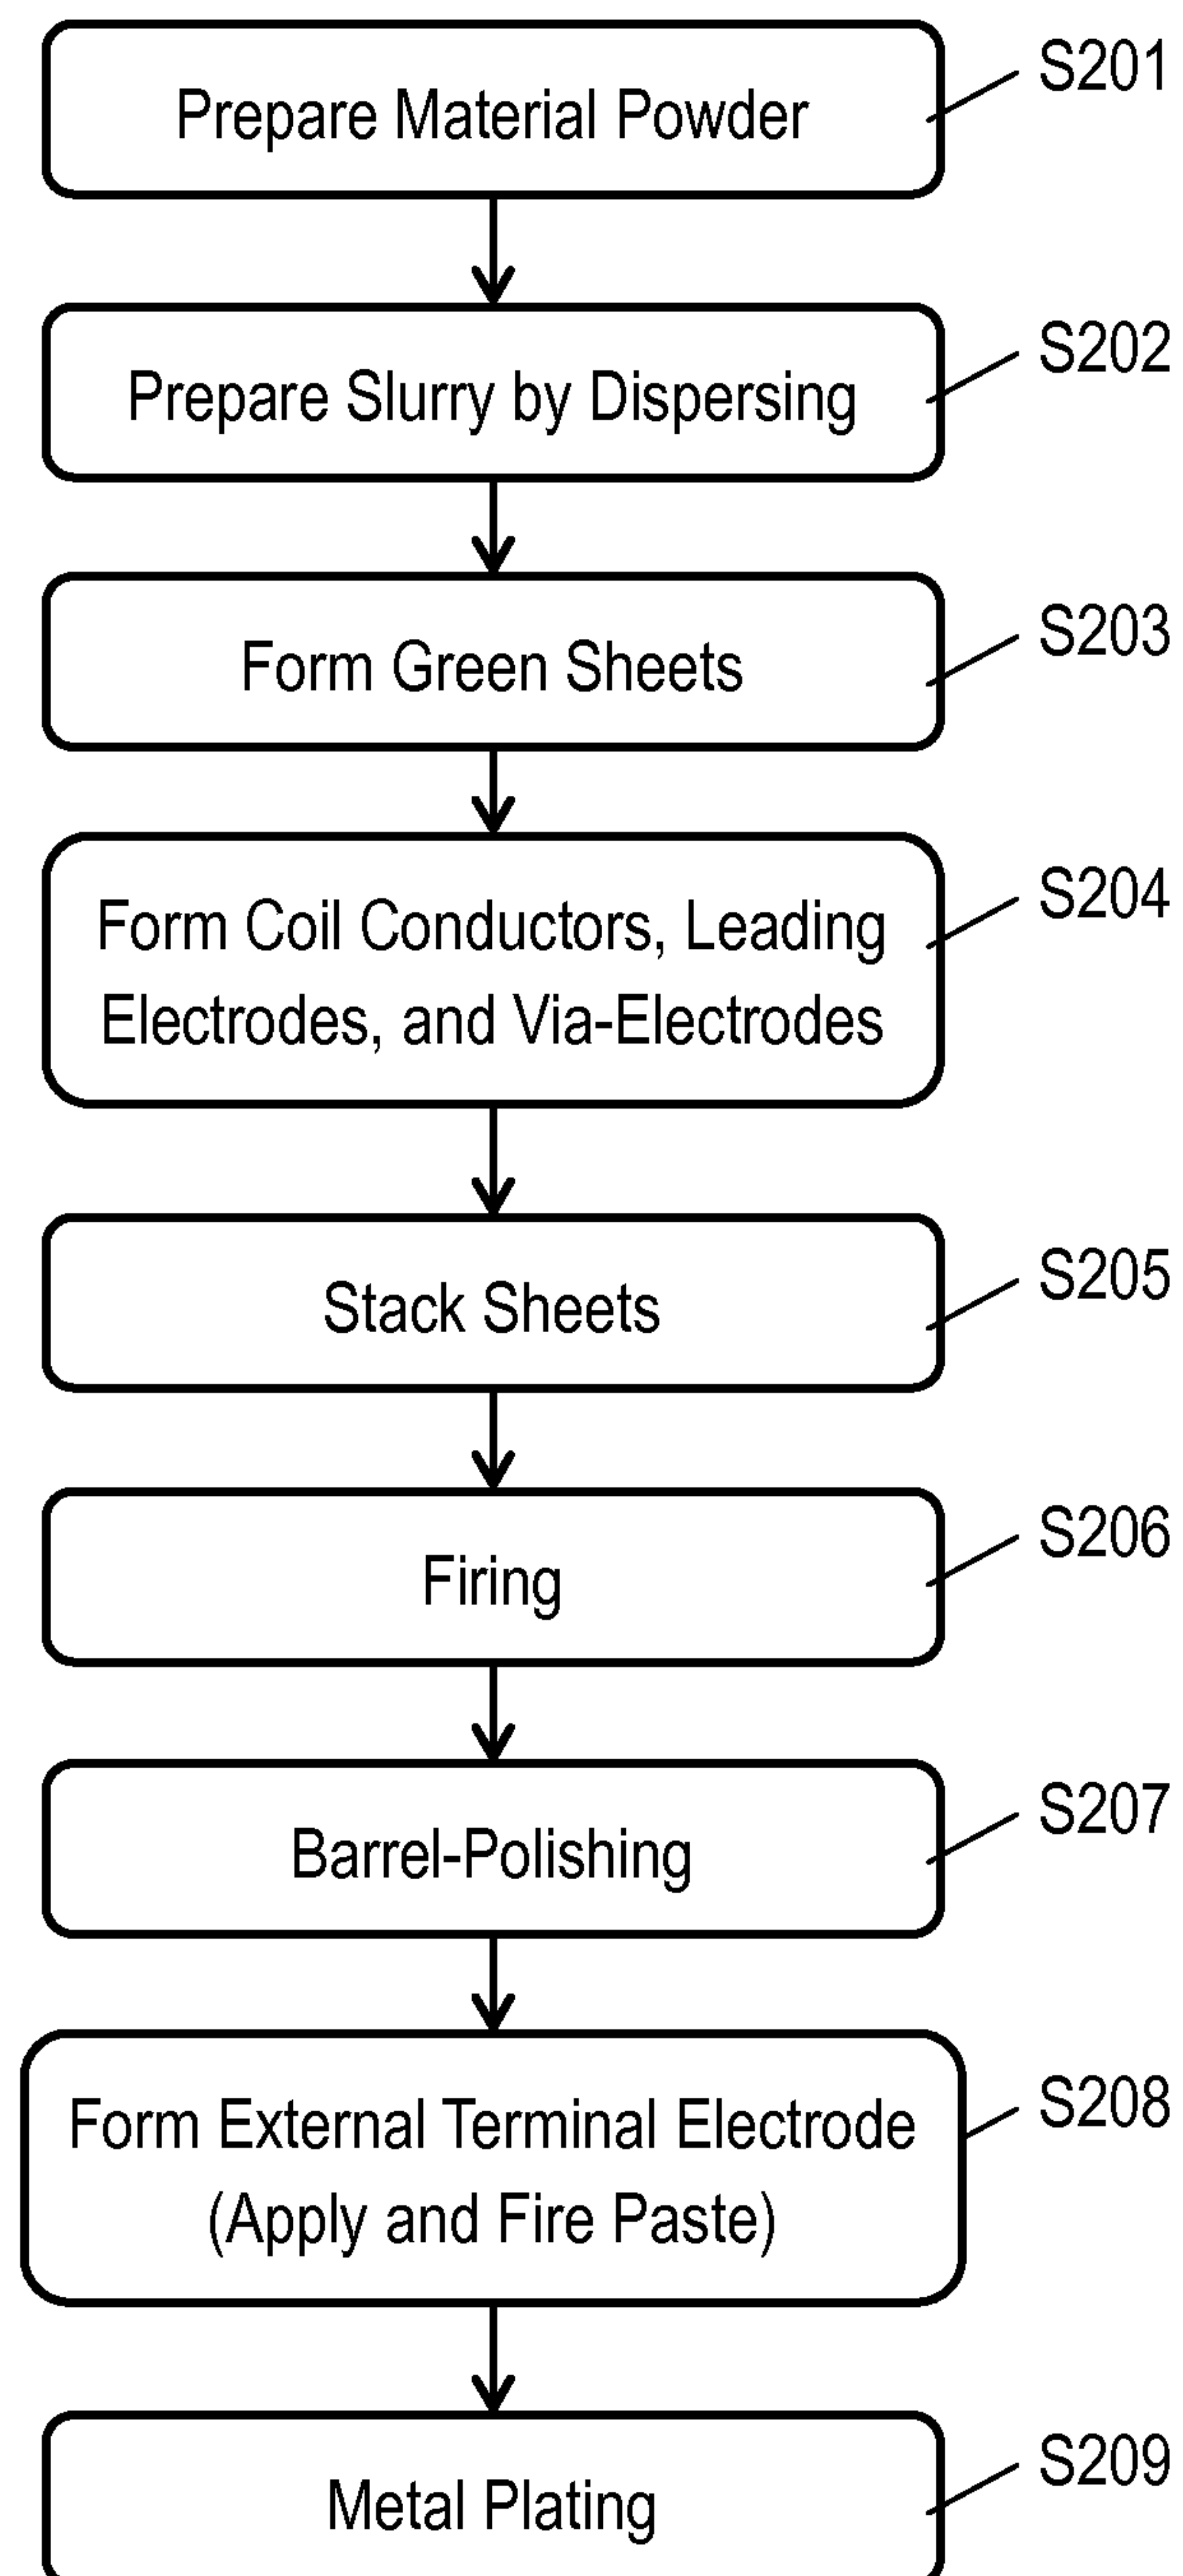 Prepare Material Powder
S201
Prepare Slurry by Dispersing
S202
Form Green Sheets
S203
Form Coil Conductors, Leading
Electrodes, and Via-Electrodes
S204
Stack Sheets
S205
Firing
S206
Barrel-Polishing
S207
Form External Terminal Electrode
(Apply and Fire Paste)
S208
Metal Plating
S209